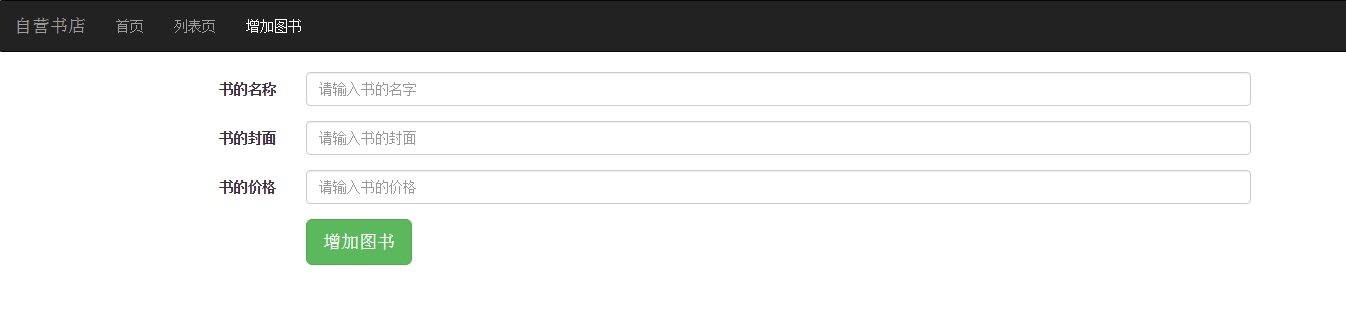 自营书店 首页 列表页 增加图书
书的名称 请输入书的名字
书的封面 请输入书的封面
书的价格 请输入书的价格
增加图书